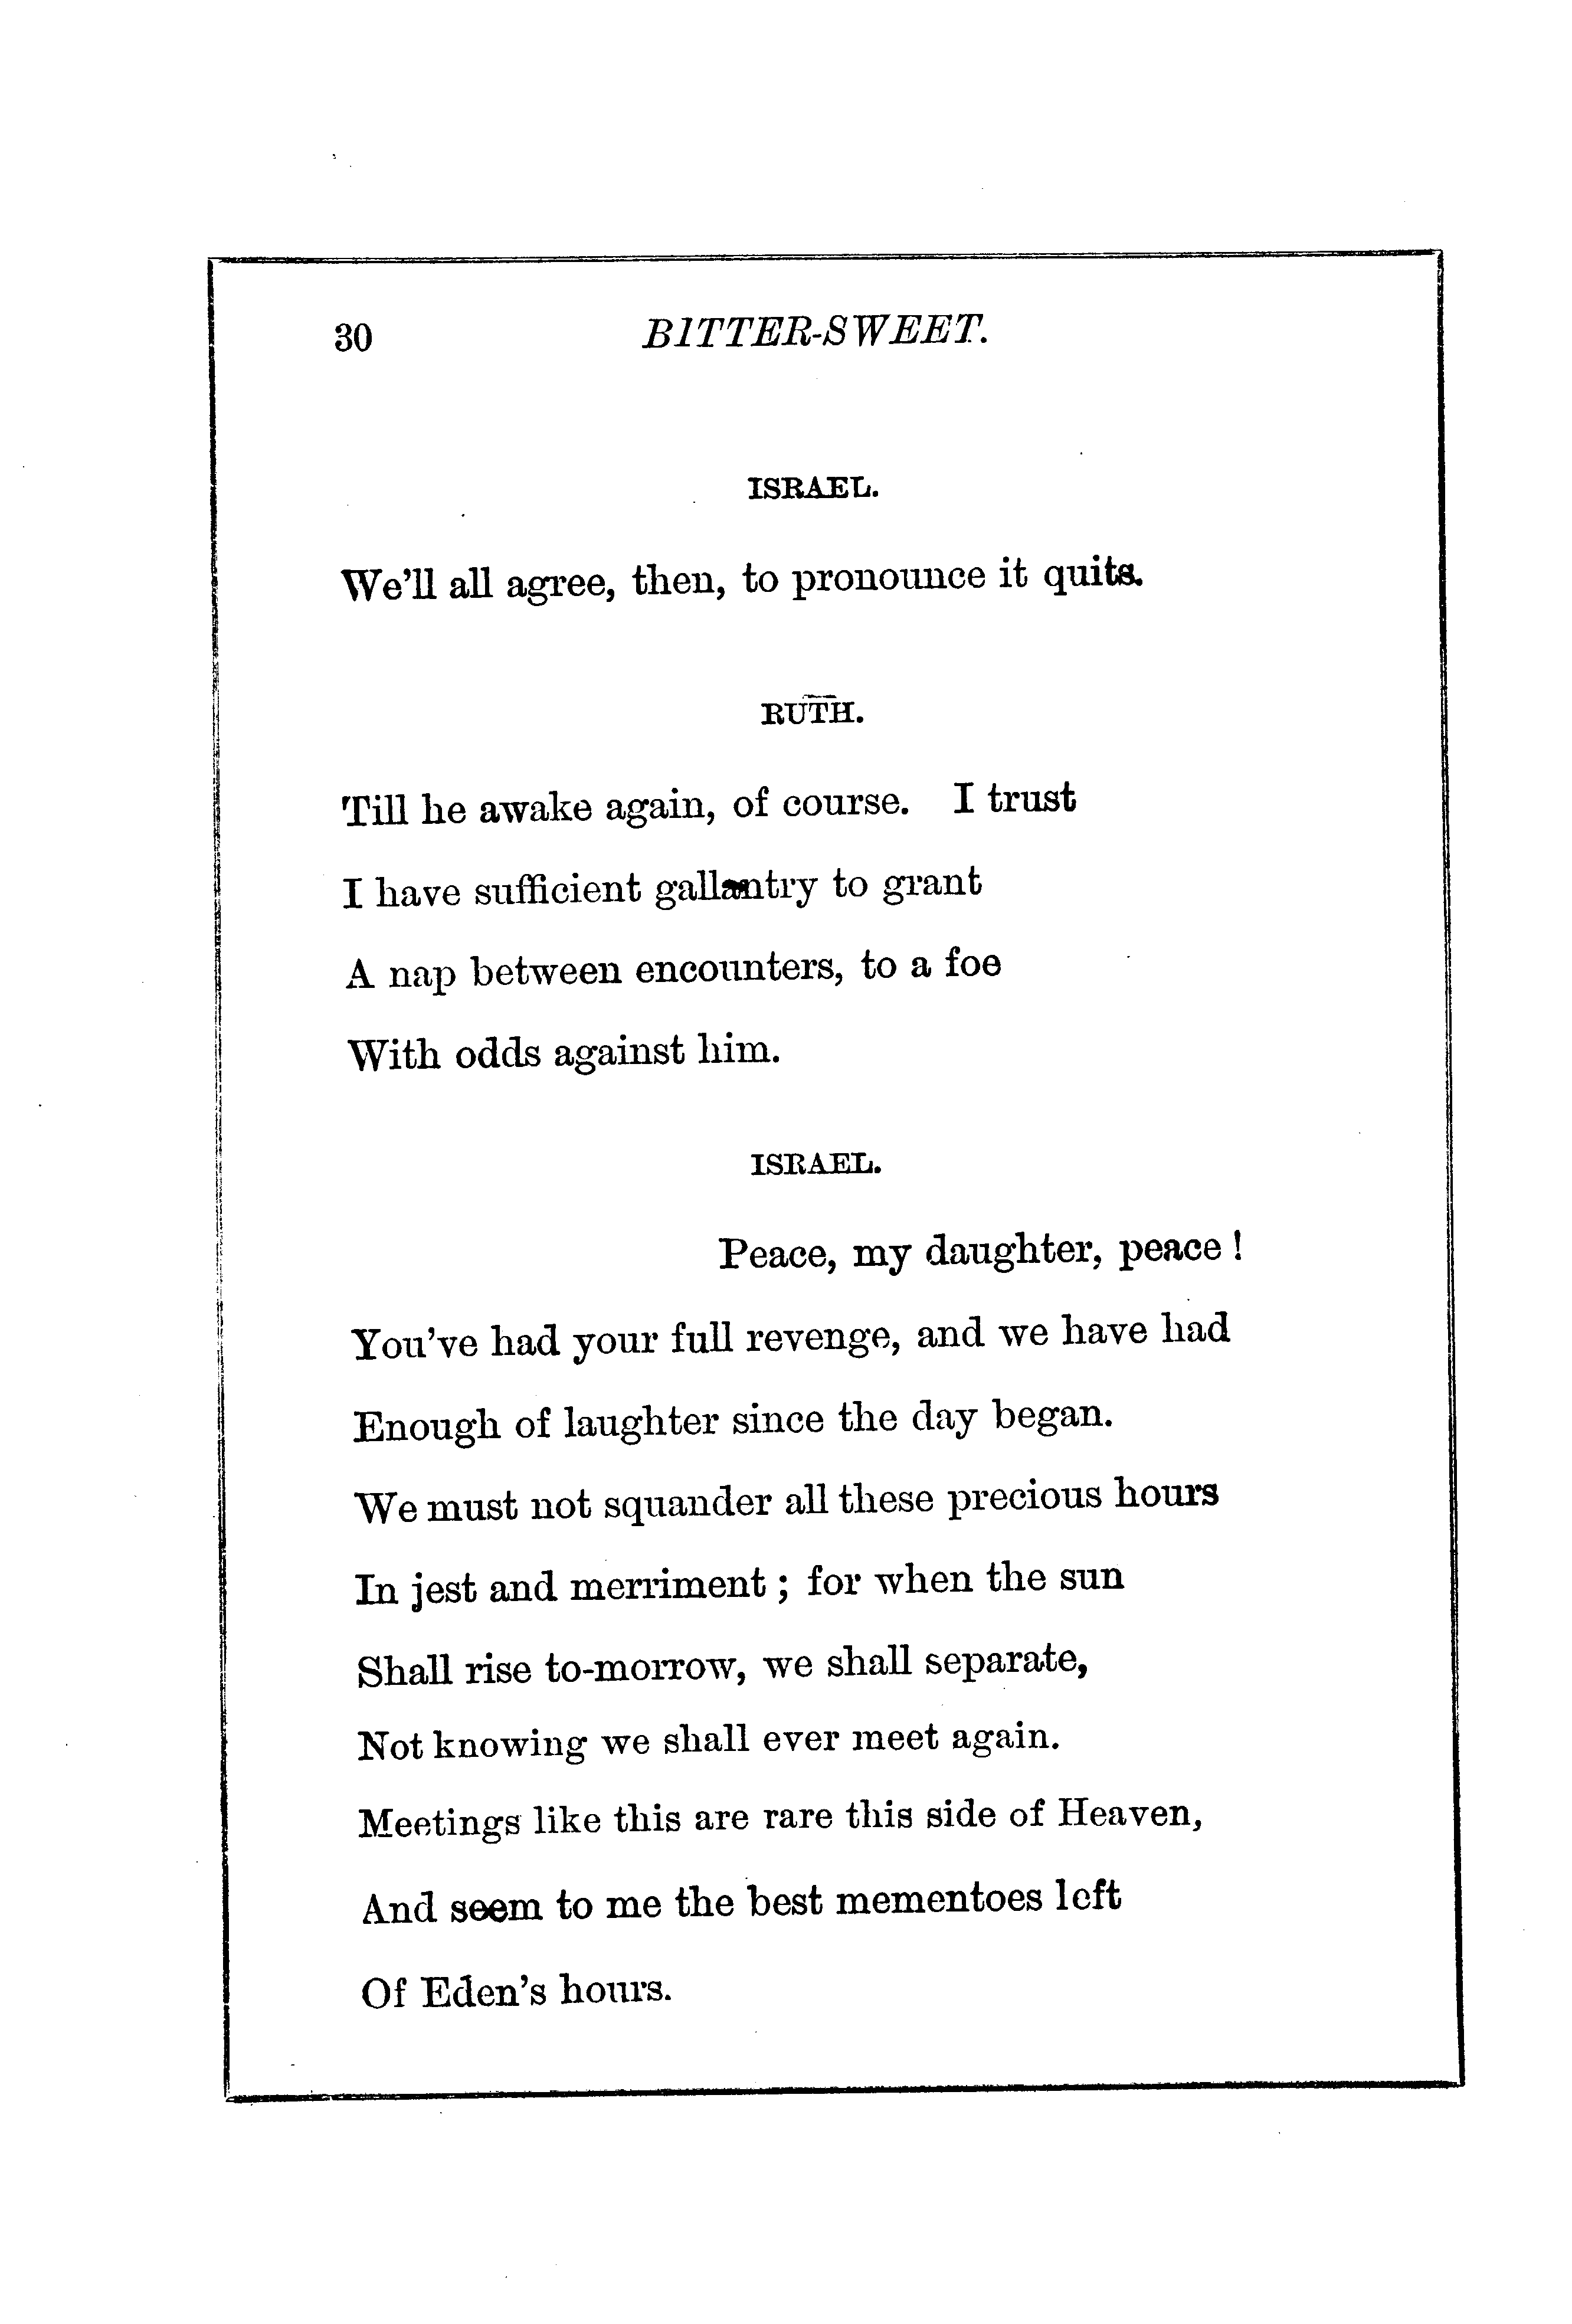 30 BITTER-SWEET.
ISRAEL.
We'll all agree, then, to pronounce it quits.
RUTH.
Till he awake again, of course. I trust
I have sufficient gallantry to grant
A nap between encounters, to a foe
With odds against him.
ISRAEL.
Peace, my daughter, peace !
You've had your full revenge, and we have had
Enough of laughter since the day began.
We must not squander all these precious hours
In jest and merriment ; for when the sun
Shall rise to-morrow, we shall separate,
Not knowing we shall ever meet again.
Meetings like this are rare this side of Heaven,
And seem to me the best mementoes left
Of Eden's hours.